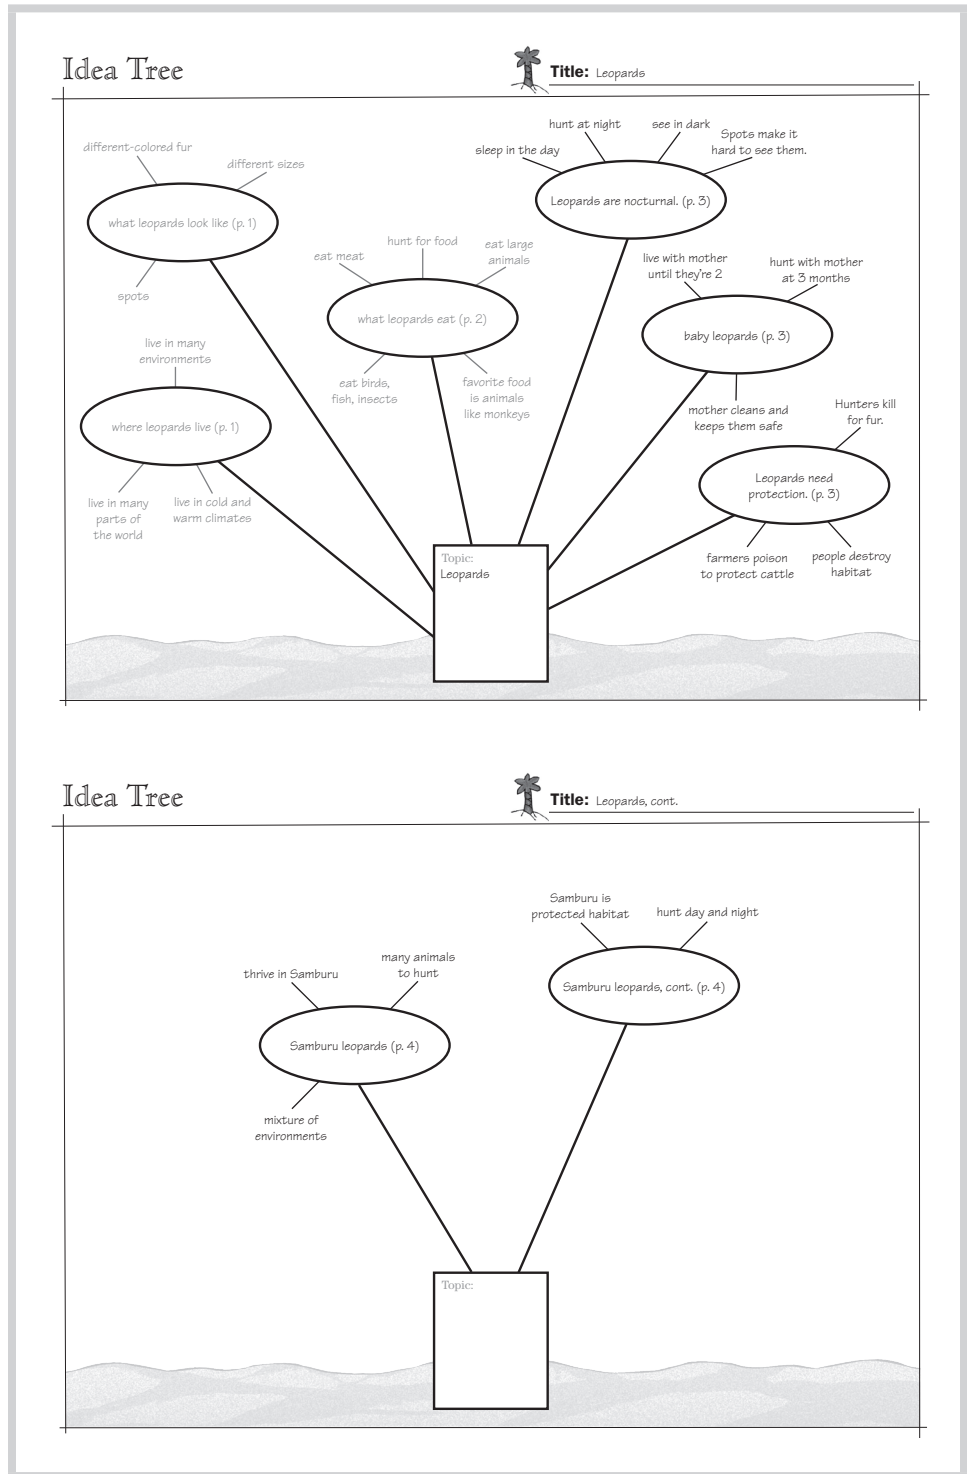 Idea Tree
Title: Leopards
different-colored fur
different sizes
what leopards look like (p. 1)
spots
live in many
environments
where leopards live (p. 1)
live in many
parts of
the world
live in cold and
warm climates
hunt for food
eat meat
eat large
animals
what leopards eat (p. 2)
eat birds,
fish, insects
favorite food
is animals
like monkeys
hunt at night
see in dark
sleep in the day
Spots make it
hard to see them.
Leopards are nocturnal. (p. 3)
live with mother
until they're 2
hunt with mother
at 3 months
baby leopards (p. 3)
mother cleans and
keeps them safe
Hunters kill
for fur.
Leopards need
protection. (p. 3)
farmers poison
to protect cattle
people destroy
habitat
Topic:
Leopards
Idea Tree
Title: Leopards, cont.
thrive in Samburu
many animals
to hunt
Samburu leopards (p. 4)
mixture of
environments
Samburu is
protected habitat
hunt day and night
Samburu leopards, cont. (p. 4)
Topic: